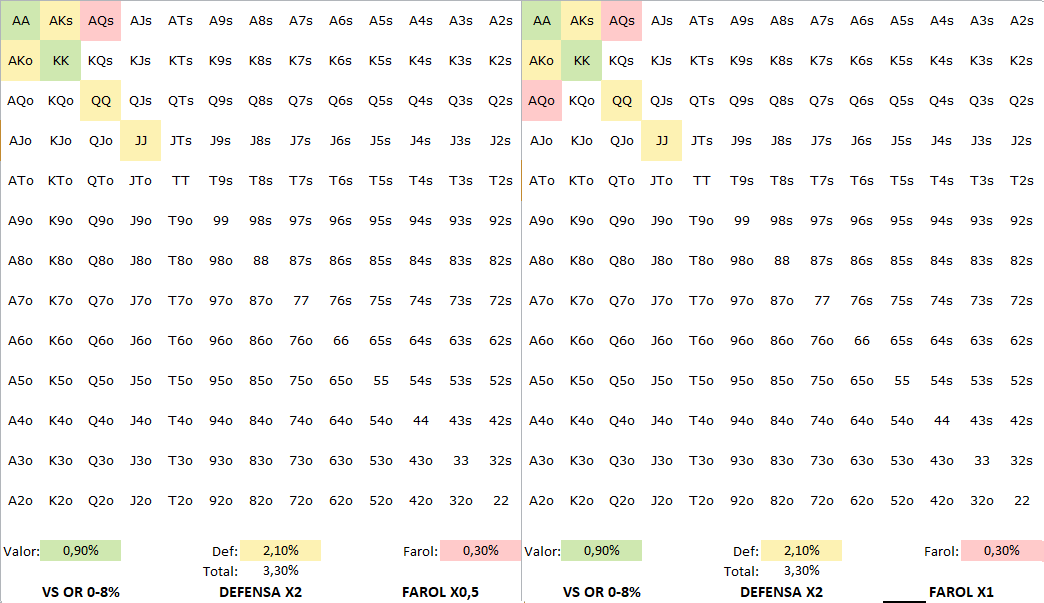 AA AKs AQs AJs ATs A9s A8s A7s A6s A5s A4s A3s A2s AA AKs AQs AJs ATs A9s A8s A7s A6s A5s A4s A3s A2s
AKo KK KQs KJs KTs K9s K8s K7s K6s K5s K4s K3s K2s AKo KK KQs KJs KTs K9s K8s K7s K6s K5s K4s K3s K2s
AQo KQo QQ QJs QTs Q9s Q8s Q7s Q6s Q5s Q4s Q3s Q2s AQo KQo QQ QJs QTs Q9s Q8s Q7s Q6s Q5s Q4s Q3s Q2s
AJo KJo QJo JJ JTs J9s J8s J7s J6s J5s J4s J3s J2s AJo KJo QJo JJ JTs J9s J8s J7s J6s J5s J4s J3s J2s
ATo KTo QTo JTo TT T9s T8s T7s T6s T5s T4s T3s T2s ATo KTo QTo JTo TT T9s T8s T7s T6s T5s T4s T3s T2s
A9o K9o Q9o J9o T9o 99 98s 97s 96s 95s 94s 93s 92s A9o K9o Q9o J9o T9o 99 98s 97s 96s 95s 94s 93s 92s
A8o K8o Q8o J8o T8o 98o 88 87s 86s 85s 84s 83s 82s A8o K8o Q8o J8o T8o 98o 88 87s 86s 85s 84s 83s 82s
A7o K7o Q7o J7o T7o 97o 87o 77 76s 75s 74s 73s 72s A7o K7o Q7o J7o T7o 97o 87o 77 76s 75s 74s 73s 72s
A6o K6o Q6o J6o T6o 96o 86o 76o 66 65s 64s 63s 62s A6o K6o Q6o J6o T6o 96o 86o 76o 66 65s 64s 63s 62s
A5o K5o Q5o J5o T5o 95o 85o 75o 65o 55 54s 53s 52s A5o K5o Q5o J5o T5o 95o 85o 75o 65o 55 54s 53s 52s
A4o K4o Q4o J4o T4o 94o 84o 74o 64o 54o 44 43s 42s A4o K4o Q4o J4o T4o 94o 84o 74o 64o 54o 44 43s 42s
A3o K3o Q3o J3o T3o 93o 83o 73o 63o 53o 43o 33 32s A3o K3o Q3o J3o T3o 93o 83o 73o 63o 53o 43o 33 32s
A2o K2o Q2o J2o T2o 92o 82o 72o 62o 52o 42o 32o 22 A2o K2o Q2o J2o T2o 92o 82o 72o 62o 52o 42o 32o 22
Valor: 0,90% Def: 2,10% Farol: 0,30% Valor: 0,90% Def: 2,10% Farol: 0,30%
Total: 3,30% Total: 3,30%
VS OR 0-8% DEFENSA X2 FAROL X0,5 VS OR 0-8% DEFENSA X2 FAROL X1